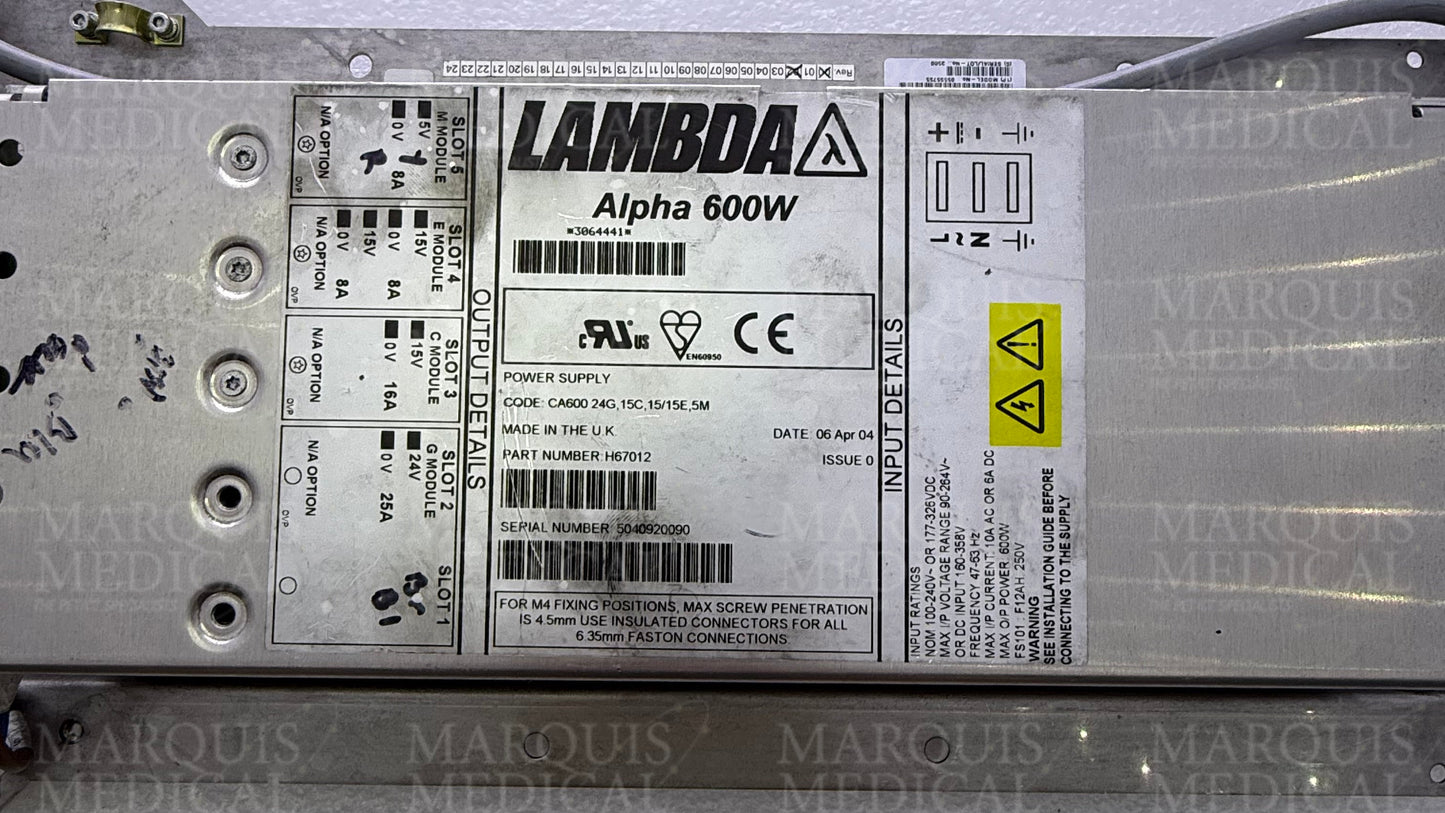 24 23 22 21 20 19 18 17 16 15 14 13 12 11 10 09 08 07 06 05 04 03 01 Rev.
(S) SERIAL/LOT-No.
(P) MODEL-No.
SLOT 5
M MODULE
5V
0V 8A
N/A OPTION
OVP
SLOT 4
E MODULE
15V
0V 8A
15V
0V 8A
N/A OPTION
OVP
SLOT 3
C MODULE
15V
0V 16A
N/A OPTION
OVP
SLOT 2
G MODULE
24V
0V 25A
N/A OPTION
OVP
SLOT 1
OUTPUT DETAILS
LAMBDA
λ
Alpha 600W
*3064441*
c RU US
EN60950
CE
POWER SUPPLY
CODE: CA600 24G,15C,15/15E,5M
MADE IN THE U.K.
DATE: 06 Apr 04
PART NUMBER: H67012
ISSUE 0
SERIAL NUMBER: 5040920090
FOR M4 FIXING POSITIONS, MAX SCREW PENETRATION
IS 4.5mm USE INSULATED CONNECTORS FOR ALL
6.35mm FASTON CONNECTIONS
INPUT DETAILS
+ -
L ~ N
INPUT RATINGS
NOM 100-240V~ OR 177-325VDC
MAX I/P VOLTAGE RANGE 90-264V~
OR DC INPUT 160-358V
FREQUENCY 47-63 Hz
MAX I/P CURRENT: 10A AC OR 6A DC
MAX O/P POWER: 600W
FS101: F12AH, 250V
WARNING
SEE INSTALLATION GUIDE BEFORE
CONNECTING TO THE SUPPLY
MARQUIS
MEDICAL